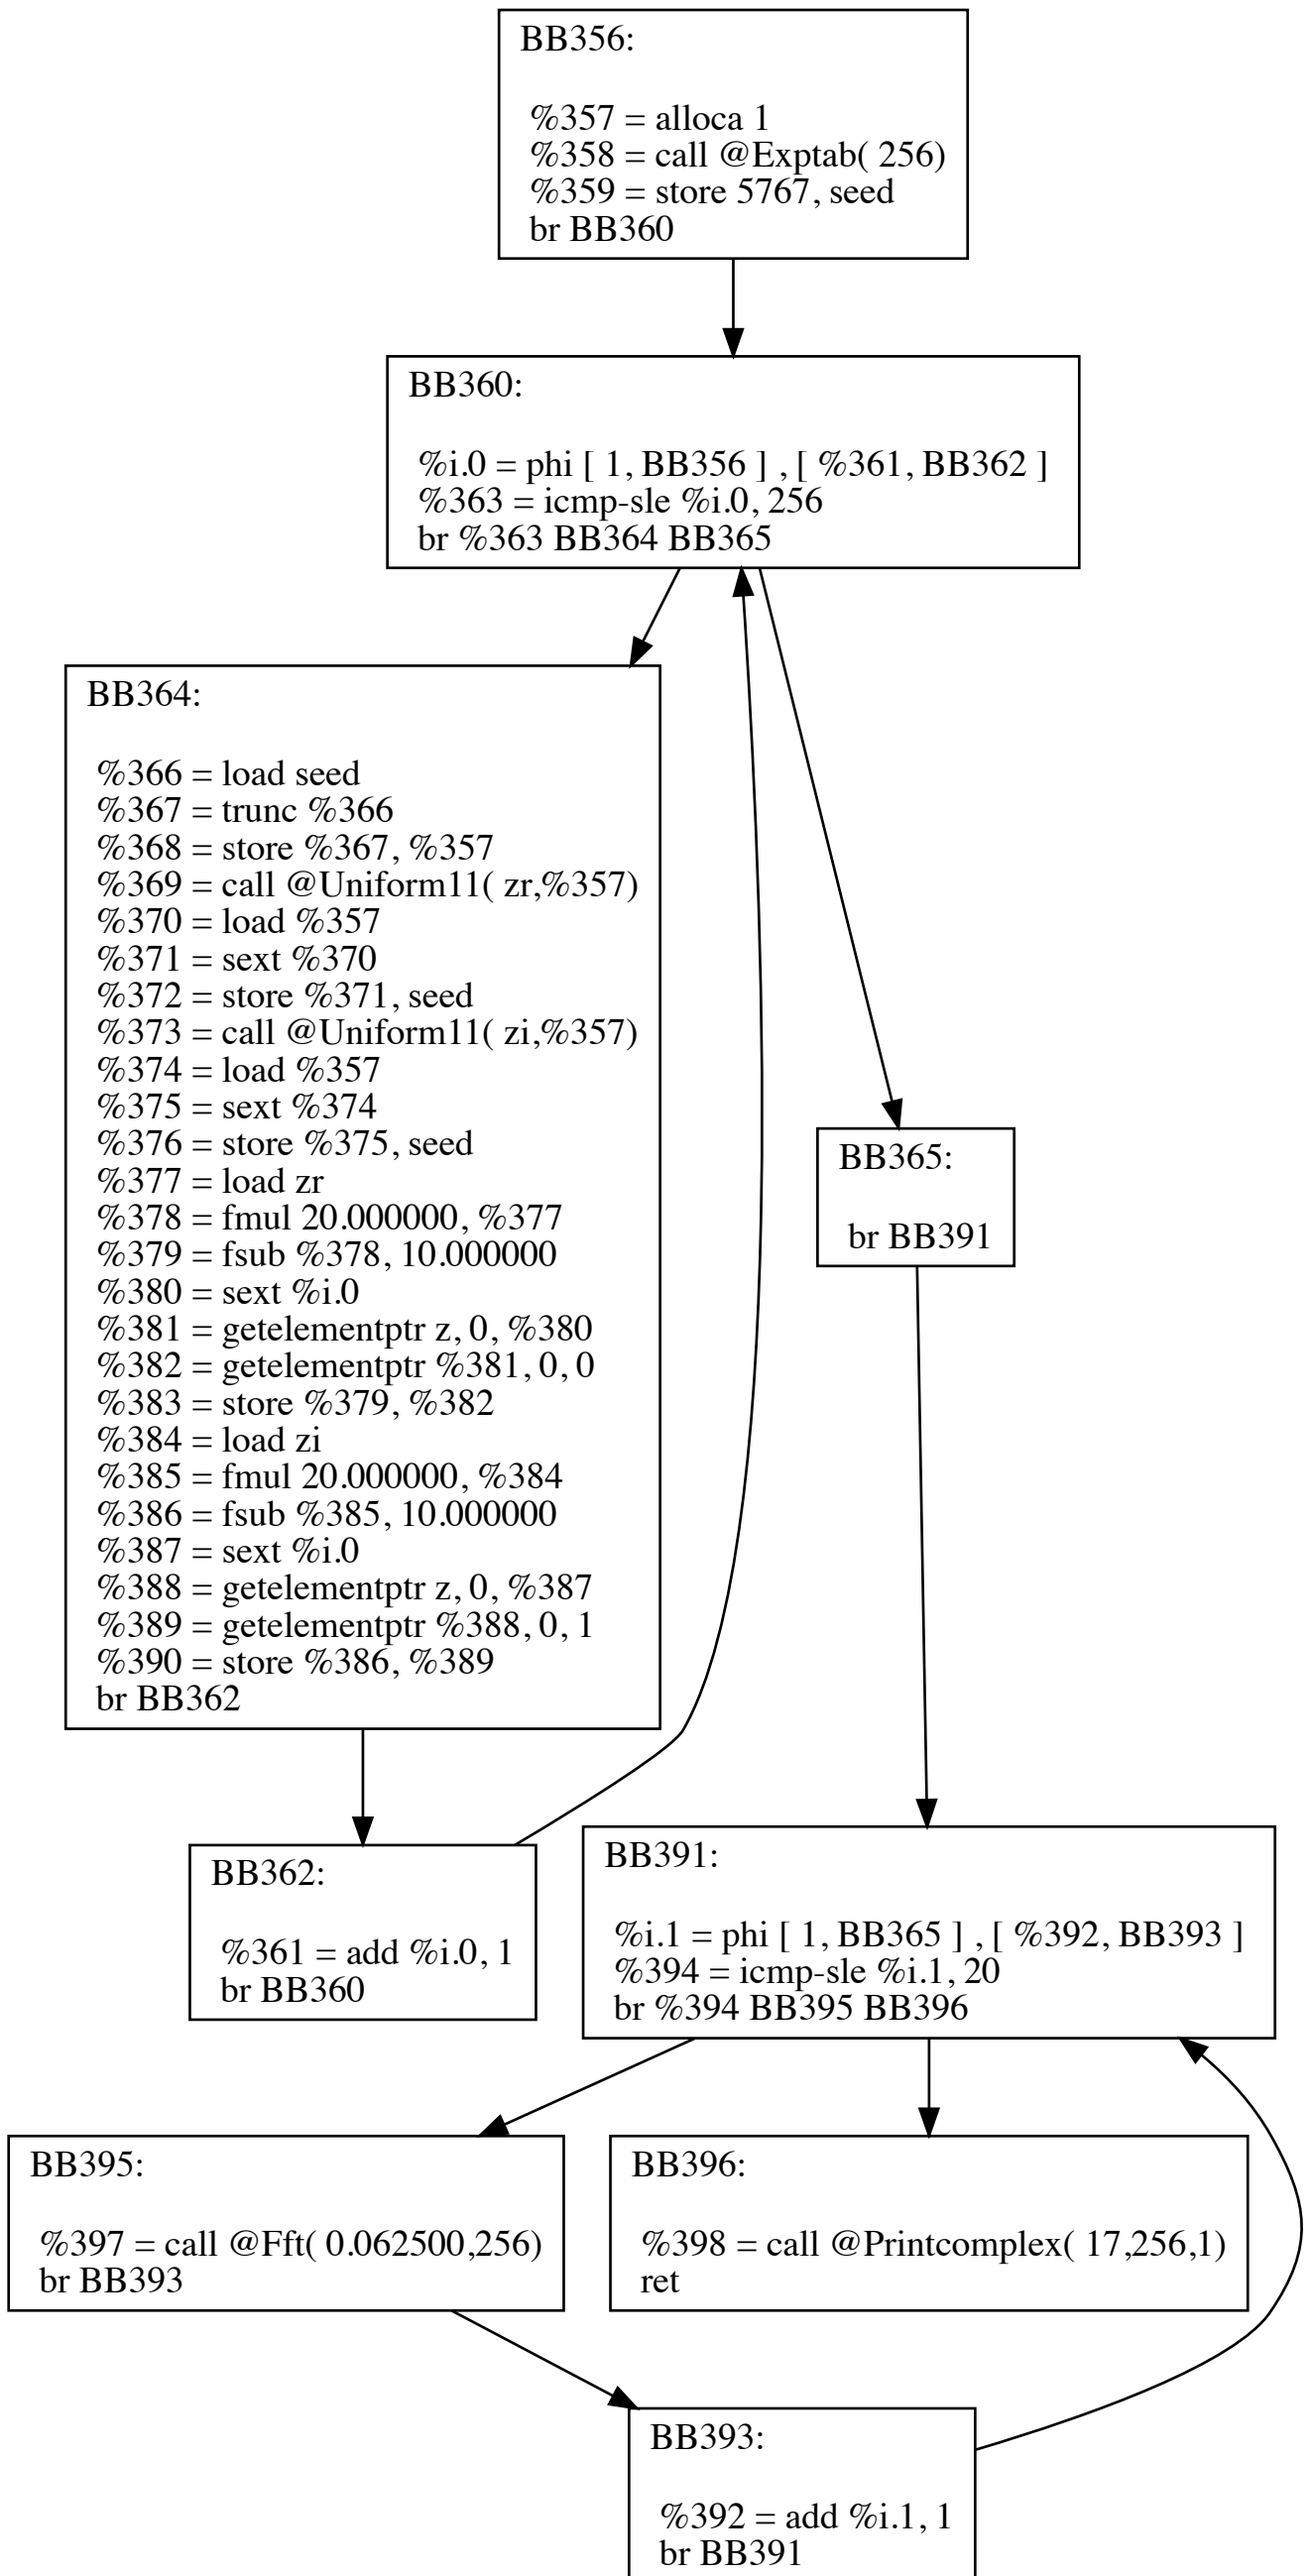 BB356:
%357 = alloca 1
%358 = call @Exptab( 256)
%359 = store 5767, seed
br BB360
BB360:
%i.0 = phi [ 1, BB356 ] , [ %361, BB362 ]
%363 = icmp-sle %i.0, 256
br %363 BB364 BB365
BB364:
%366 = load seed
%367 = trunc %366
%368 = store %367, %357
%369 = call @Uniform11( zr,%357)
%370 = load %357
%371 = sext %370
%372 = store %371, seed
%373 = call @Uniform11( zi,%357)
%374 = load %357
%375 = sext %374
%376 = store %375, seed
%377 = load zr
%378 = fmul 20.000000, %377
%379 = fsub %378, 10.000000
%380 = sext %i.0
%381 = getelementptr z, 0, %380
%382 = getelementptr %381, 0, 0
%383 = store %379, %382
%384 = load zi
%385 = fmul 20.000000, %384
%386 = fsub %385, 10.000000
%387 = sext %i.0
%388 = getelementptr z, 0, %387
%389 = getelementptr %388, 0, 1
%390 = store %386, %389
br BB362
BB365:
br BB391
BB362:
%361 = add %i.0, 1
br BB360
BB391:
%i.1 = phi [ 1, BB365 ] , [ %392, BB393 ]
%394 = icmp-sle %i.1, 20
br %394 BB395 BB396
BB395:
%397 = call @Fft( 0.062500,256)
br BB393
BB396:
%398 = call @Printcomplex( 17,256,1)
ret
BB393:
%392 = add %i.1, 1
br BB391